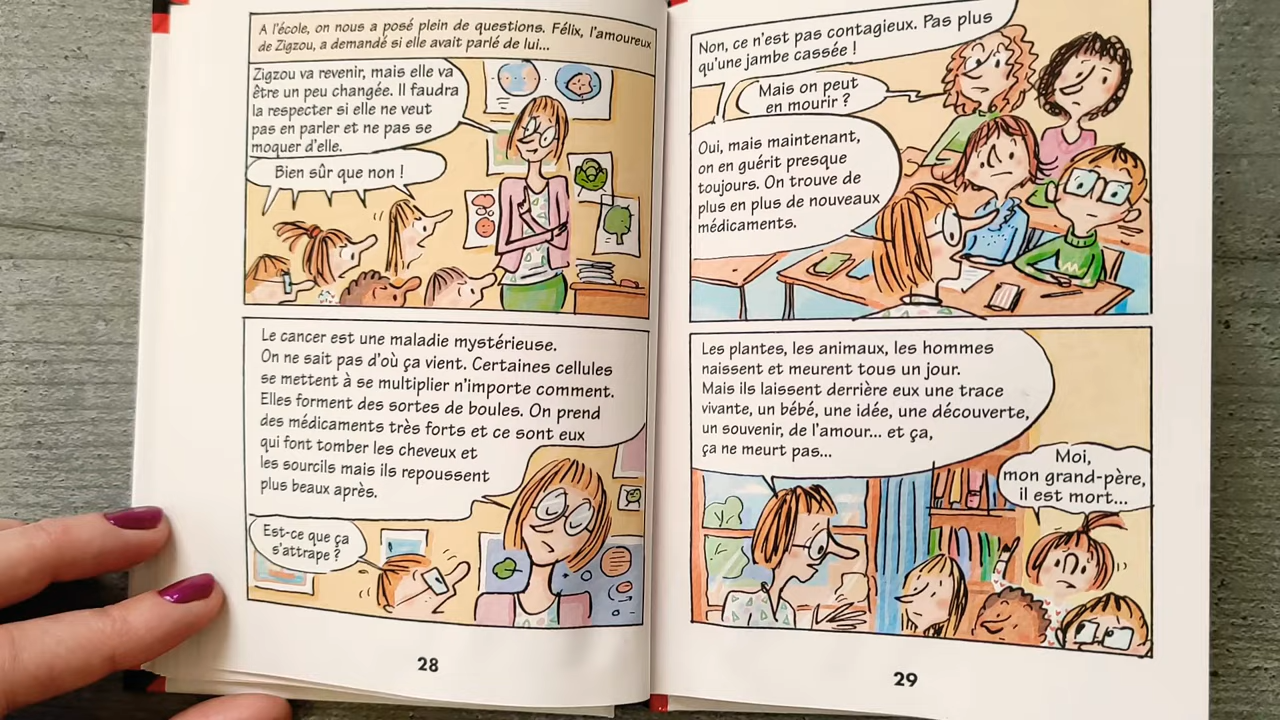 A l'école, on nous a posé plein de questions. Félix, l'amoureux
de Zigzou, a demandé si elle avait parlé de lui...
Zigzou va revenir, mais elle va
être un peu changée. Il faudra
la respecter si elle ne veut
pas en parler et ne pas se
moquer d'elle.
Bien sûr que non !
Le cancer est une maladie mystérieuse.
On ne sait pas d'où ça vient. Certaines cellules
se mettent à se multiplier n'importe comment.
Elles forment des sortes de boules. On prend
des médicaments très forts et ce sont eux
qui font tomber les cheveux et
les sourcils mais ils repoussent
plus beaux après.
Est-ce que ça
s'attrape ?
28
Non, ce n'est pas contagieux. Pas plus
qu'une jambe cassée !
Mais on peut
en mourir ?
Oui, mais maintenant,
on en guérit presque
toujours. On trouve de
plus en plus de nouveaux
médicaments.
Les plantes, les animaux, les hommes
naissent et meurent tous un jour.
Mais ils laissent derrière eux une trace
vivante, un bébé, une idée, une découverte,
un souvenir, de l'amour... et ça,
ça ne meurt pas...
Moi,
mon grand-père,
il est mort...
29